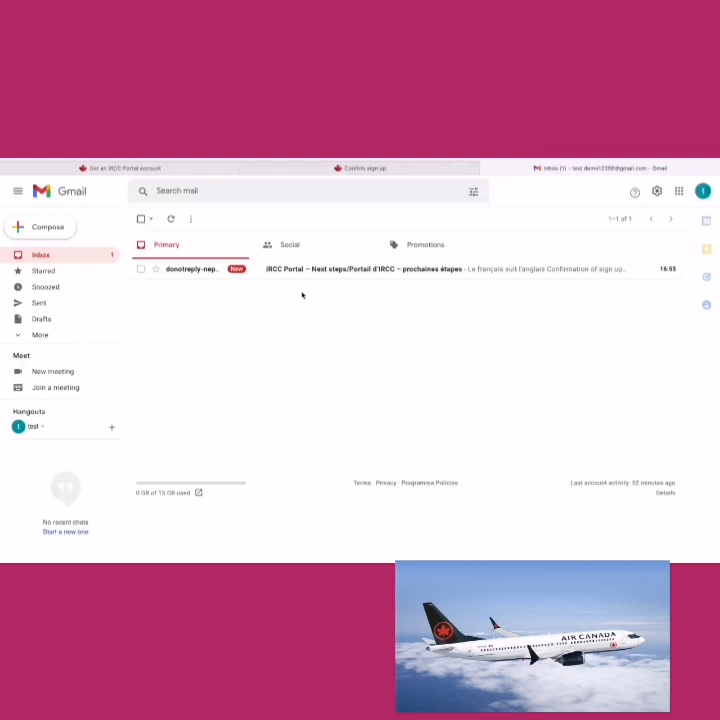 Get an IRCC Portal account
Confirm sign up
Inbox (1) - test.demo12356@gmail.com - Gmail
Gmail
Search mail
Compose
1–1 of 1
Inbox 1
Primary
Social
Promotions
donotreply-nep.. New IRCC Portal – Next steps/Portail d'IRCC – prochaines étapes - Le français suit l'anglais Confirmation of sign up... 16:55
Starred
Snoozed
Sent
Drafts
More
Meet
New meeting
Join a meeting
Hangouts
t test
0 GB of 15 GB used
Terms · Privacy · Programme Policies
Last account activity: 52 minutes ago
Details
No recent chats
Start a new one
AIR CANADA